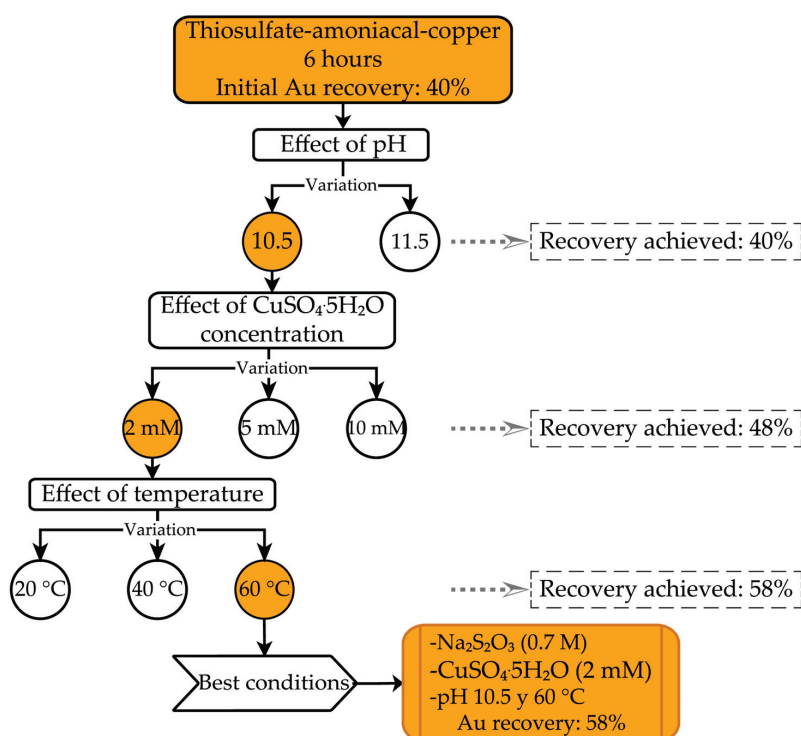 Thiosulfate-amoniacal-copper
6 hours
Initial Au recovery: 40%
Effect of pH
Variation
10.5
11.5
Recovery achieved: 40%
Effect of CuSO₄·5H₂O
concentration
Variation
2 mM
5 mM
10 mM
Recovery achieved: 48%
Effect of temperature
Variation
20 °C
40 °C
60 °C
Recovery achieved: 58%
Best conditions
-Na₂S₂O₃ (0.7 M)
-CuSO₄·5H₂O (2 mM)
-pH 10.5 y 60 °C
Au recovery: 58%